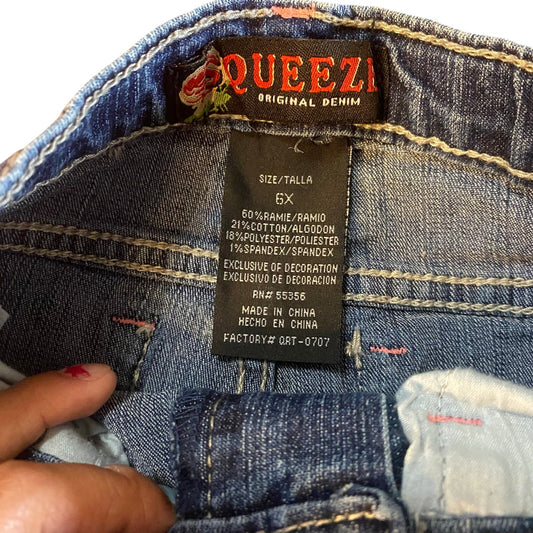 QUEEZE
ORIGINAL DENIM
SIZE/TALLA
6X
60%RAMIE/RAMIO
21%COTTON/ALGODON
18%POLYESTER/POLIESTER
1%SPANDEX/SPANDEX
EXCLUSIVE OF DECORATION
EXCLUSIVO DE DECORACION
RN# 55356
MADE IN CHINA
HECHO EN CHINA
FACTORY# QRT-0707